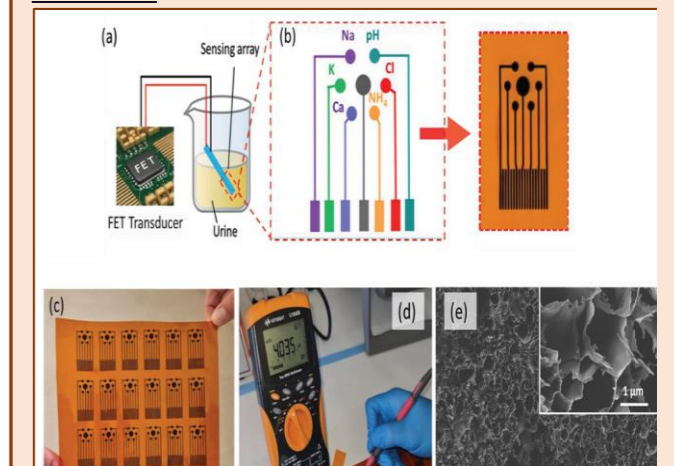 (a)
Sensing array
FET
FET Transducer
Urine
(b)
Na
pH
K
Cl
Ca
NH4
(c)
(d)
(e)
1 μm